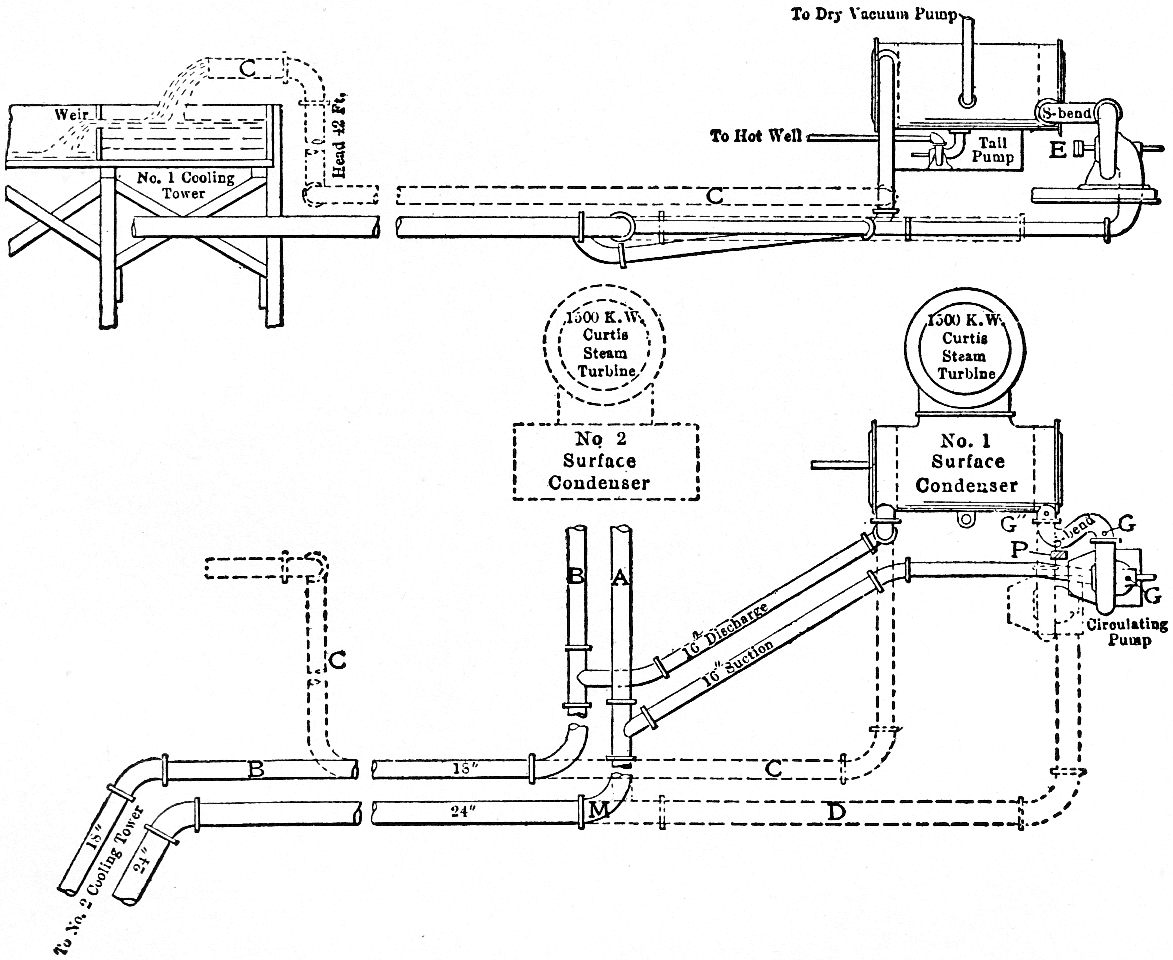 To Dry Vacuum Pump
C
Weir
Head 42 Ft.
S-bend
To Hot Well
Tail
Pump
E
No. 1 Cooling
Tower
C
1500 K.W.
Curtis
Steam
Turbine
1500 K.W.
Curtis
Steam
Turbine
No 2
Surface
Condenser
No. 1
Surface
Condenser
G"
-bend
G
P
B
A
G
16" Discharge
Circulating
Pump
C
16" Suction
B
18"
C
24"
M
D
18"
24"
To No. 2 Cooling Tower